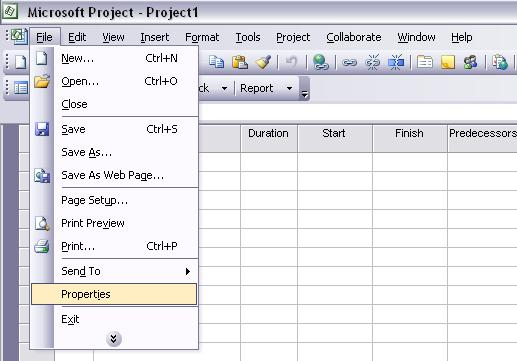 Microsoft Project - Project1
File Edit View Insert Format Tools Project Collaborate Window Help
New... Ctrl+N
Open... Ctrl+O
ck Report
Close
Save Ctrl+S
Duration Start Finish Predecessors
Save As...
Save As Web Page...
Page Setup...
Print Preview
Print... Ctrl+P
Send To
Properties
Exit